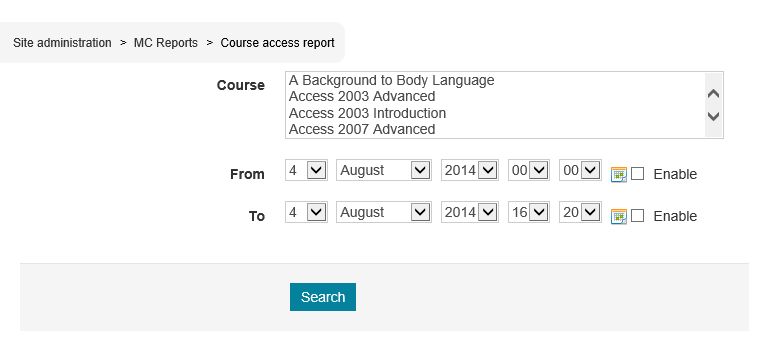 Site administration > MC Reports > Course access report
Course
A Background to Body Language
Access 2003 Advanced
Access 2003 Introduction
Access 2007 Advanced
From 4 August 2014 00 00 Enable
To 4 August 2014 16 20 Enable
Search